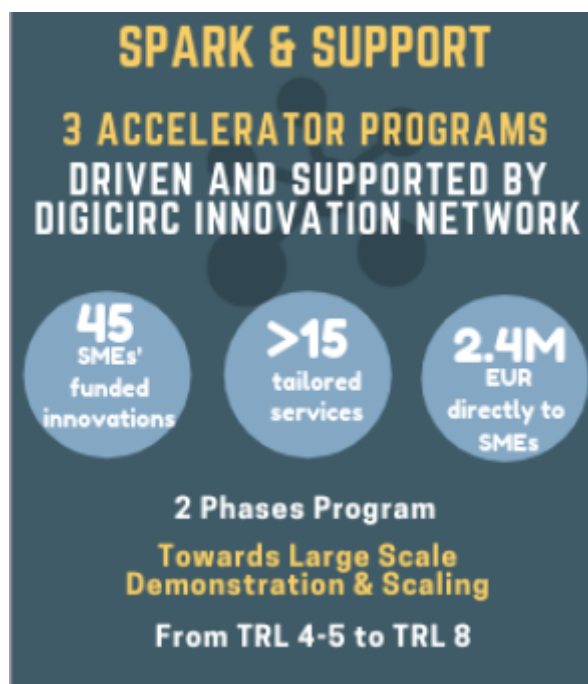 SPARK & SUPPORT
3 ACCELERATOR PROGRAMS
DRIVEN AND SUPPORTED BY
DIGICIRC INNOVATION NETWORK
45
SMEs'
funded
innovations
>15
tailored
services
2.4M
EUR
directly to
SMEs
2 Phases Program
Towards Large Scale
Demonstration & Scaling
From TRL 4-5 to TRL 8